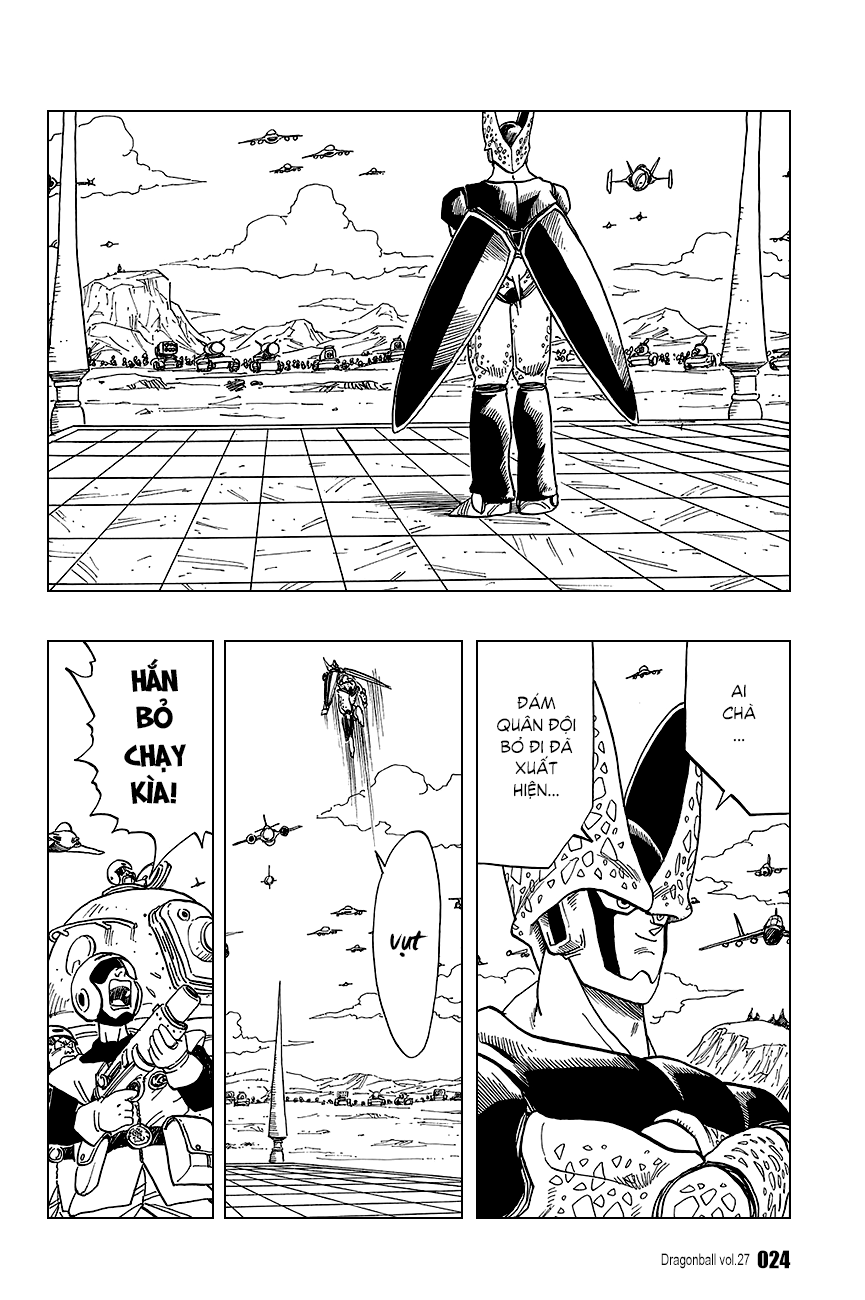 AI
CHÀ
...
ĐÁM
QUÂN ĐỘI
BỎ ĐI ĐÃ
XUẤT
HIỆN...
VỤT
HẮN
BỎ
CHẠY
KÌA!
Dragonball vol.27 024